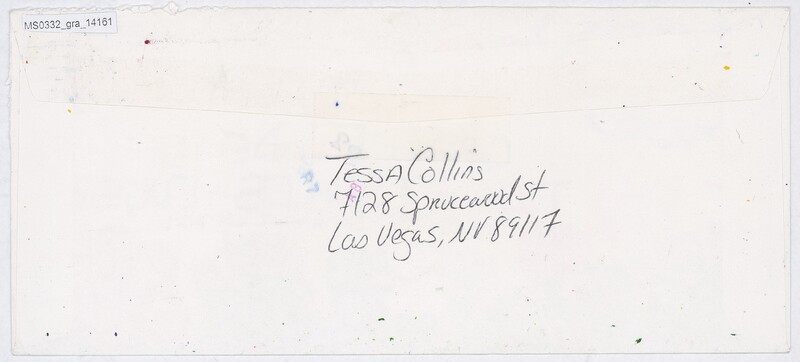 MS0332_gra_14161
Tessa Collins
7128 Sprucewood St
Las Vegas, NV 89117